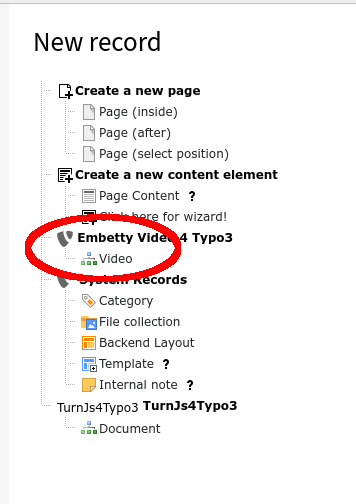 New record
Create a new page
Page (inside)
Page (after)
Page (select position)
Create a new content element
Page Content ?
Click here for wizard!
Embetty Video 4 Typo3
Video
System Records
Category
File collection
Backend Layout
Template ?
Internal note ?
TurnJs4Typo3 TurnJs4Typo3
Document